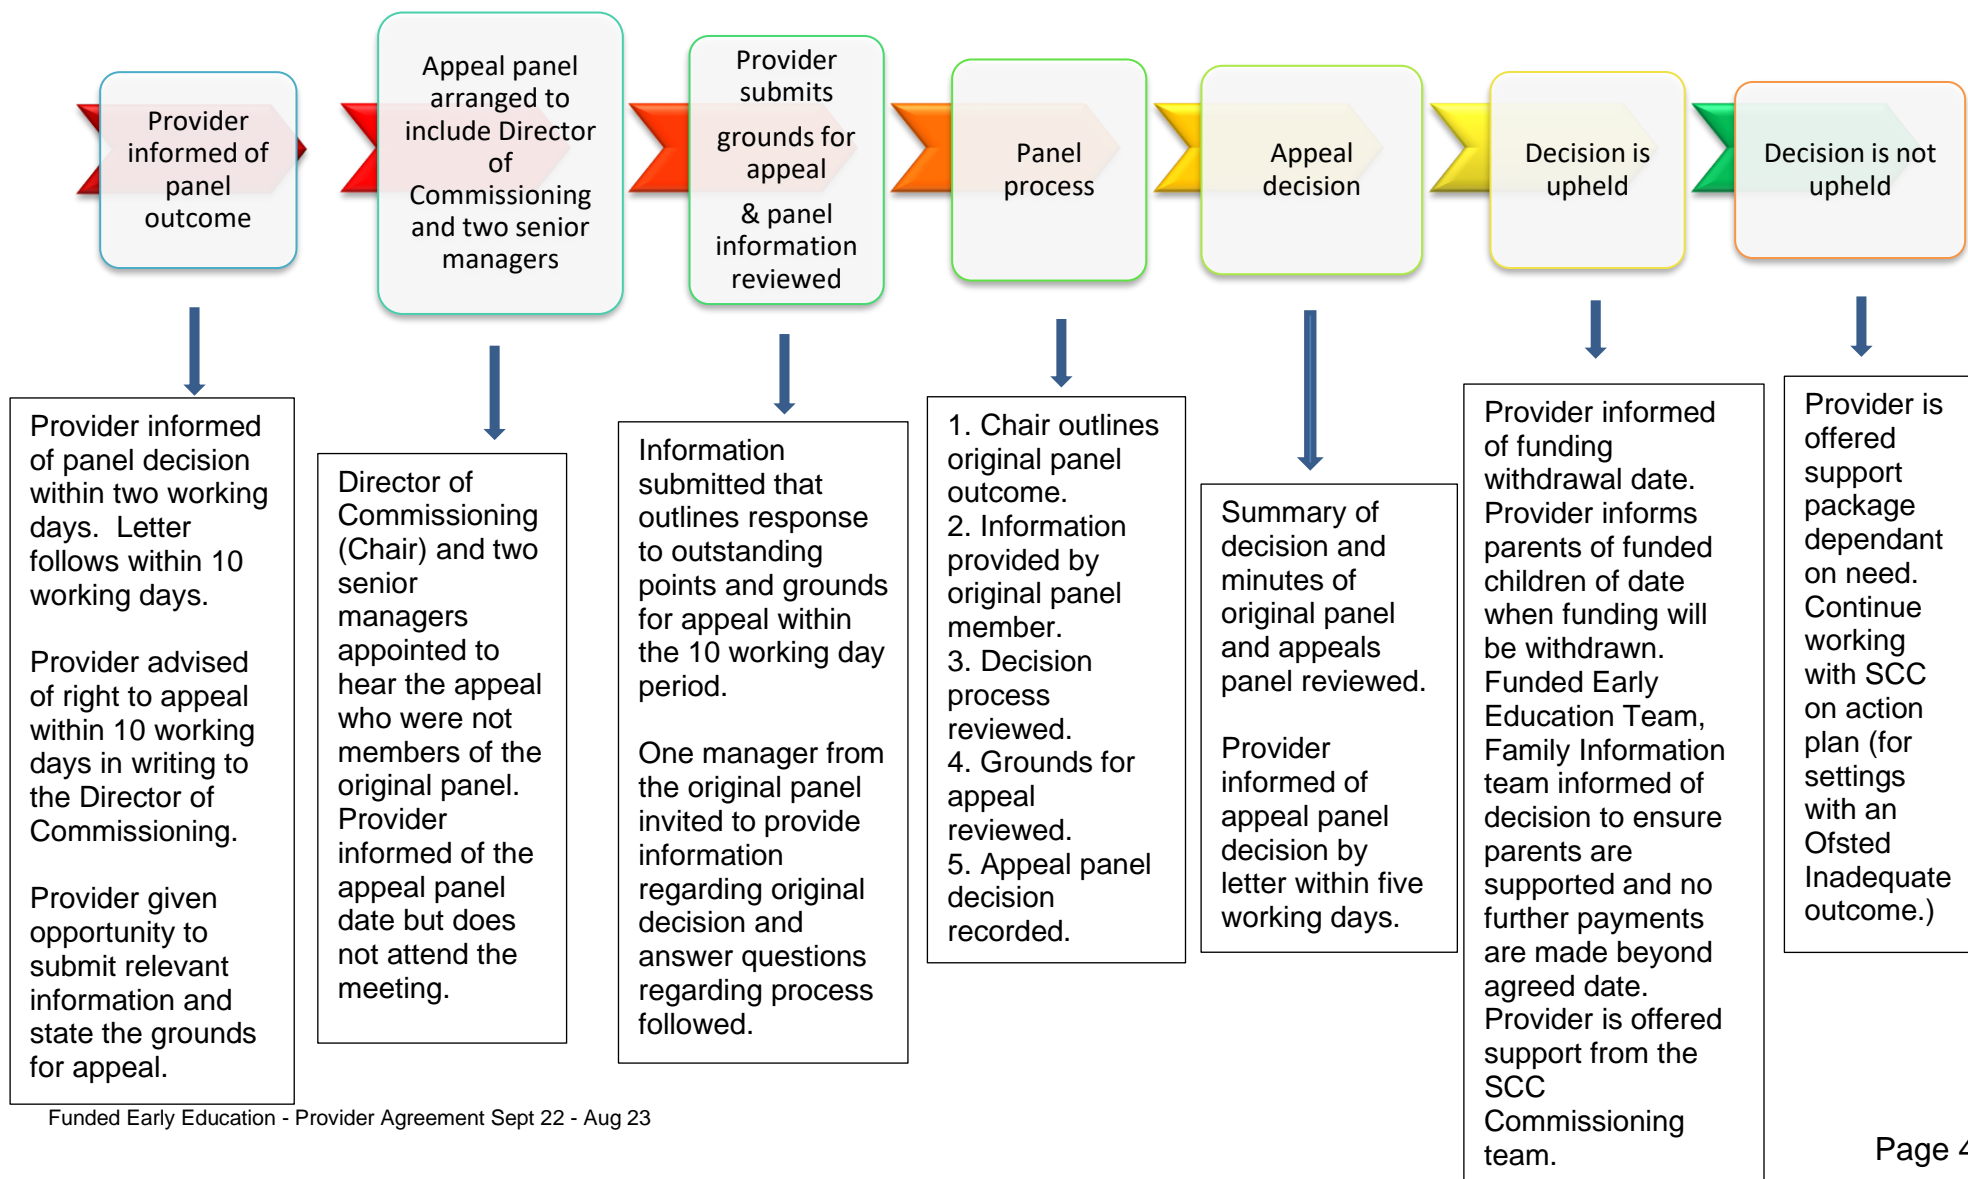 Provider
informed of
panel
outcome
Appeal panel
arranged to
include Director
of
Commissioning
and two senior
managers
Provider
submits
grounds for
appeal
& panel
information
reviewed
Panel
process
Appeal
decision
Decision is
upheld
Decision is not
upheld
Provider informed
of panel decision
within two working
days.  Letter
follows within 10
working days.
Provider advised
of right to appeal
within 10 working
days in writing to
the Director of
Commissioning.
Provider given
opportunity to
submit relevant
information and
state the grounds
for appeal.
Director of
Commissioning
(Chair) and two
senior
managers
appointed to
hear the appeal
who were not
members of the
original panel.
Provider
informed of the
appeal panel
date but does
not attend the
meeting.
Information
submitted that
outlines response
to outstanding
points and grounds
for appeal within
the 10 working day
period.
One manager from
the original panel
invited to provide
information
regarding original
decision and
answer questions
regarding process
followed.
1. Chair outlines
original panel
outcome.
2. Information
provided by
original panel
member.
3. Decision
process
reviewed.
4. Grounds for
appeal
reviewed.
5. Appeal panel
decision
recorded.
Summary of
decision and
minutes of
original panel
and appeals
panel reviewed.
Provider
informed of
appeal panel
decision by
letter within five
working days.
Provider informed
of funding
withdrawal date.
Provider informs
parents of funded
children of date
when funding will
be withdrawn.
Funded Early
Education Team,
Family Information
team informed of
decision to ensure
parents are
supported and no
further payments
are made beyond
agreed date.
Provider is offered
support from the
SCC
Commissioning
team.
Provider is
offered
support
package
dependant
on need.
Continue
working
with SCC
on action
plan (for
settings
with an
Ofsted
Inadequate
outcome.)
Funded Early Education - Provider Agreement Sept 22 - Aug 23
Page 4